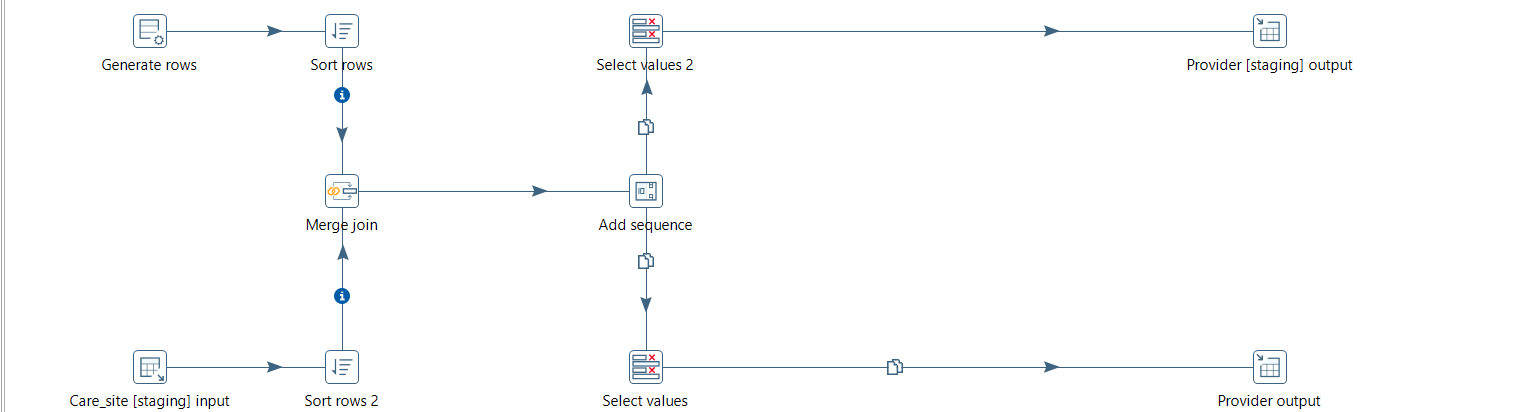 Generate rows
Sort rows
Select values 2
Provider [staging] output
Merge join
Add sequence
Care_site [staging] input
Sort rows 2
Select values
Provider output